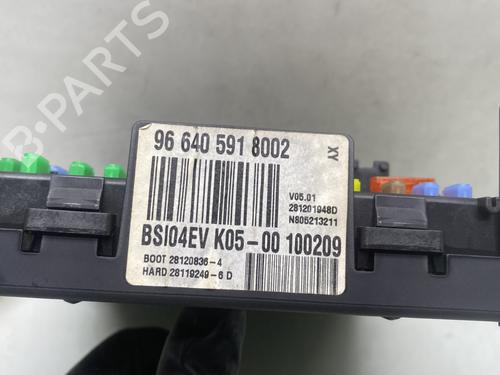 96 640 591 8002
XY
V05.01
281201948D
N805213211
BSI04EV K05-00 100209
BOOT 28120836-4
HARD 28119249-6 D
B-PARTS